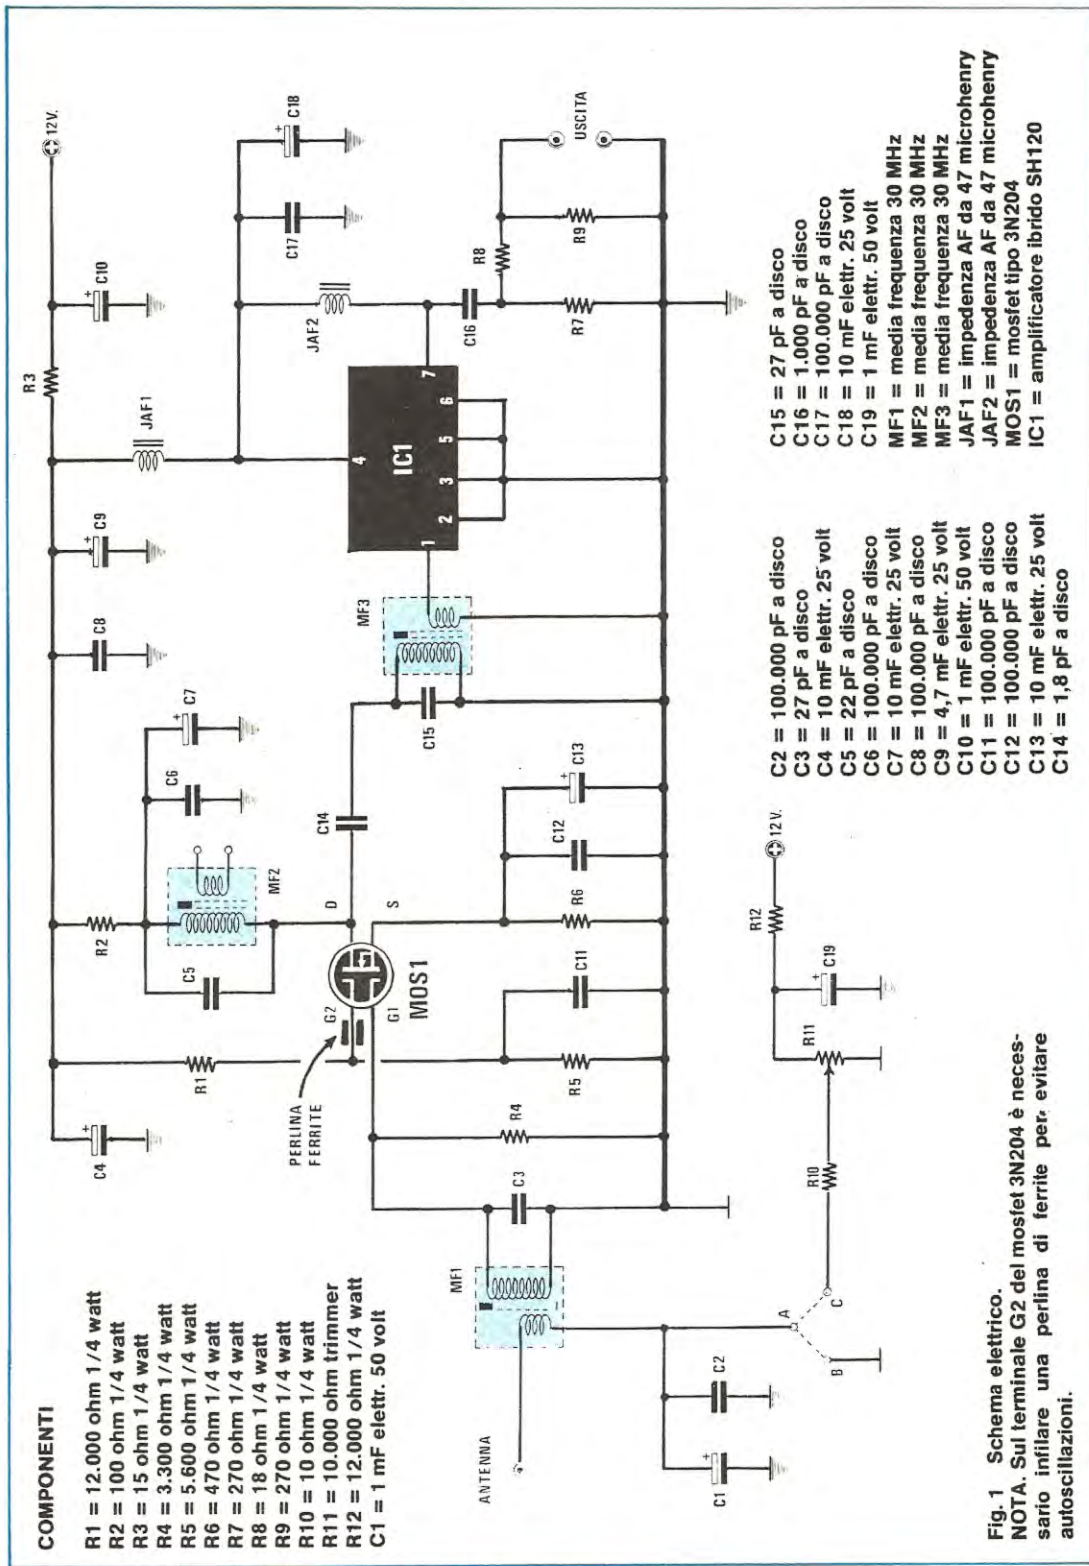 COMPONENTI
R1 = 12.000 ohm 1/4 watt
R2 = 100 ohm 1/4 watt
R3 = 15 ohm 1/4 watt
R4 = 3.300 ohm 1/4 watt
R5 = 5.600 ohm 1/4 watt
R6 = 470 ohm 1/4 watt
R7 = 270 ohm 1/4 watt
R8 = 18 ohm 1/4 watt
R9 = 270 ohm 1/4 watt
R10 = 10 ohm 1/4 watt
R11 = 10.000 ohm trimmer
R12 = 12.000 ohm 1/4 watt
C1 = 1 mF elettr. 50 volt
C4
R1
R2
C5
MF2
C6
C7
C8
C9
JAF1
R3
C10
12 V.
PERLINA
FERRITE
G2
G1
D
S
MOS1
C14
C15
MF3
IC1
1
2
3
4
5
6
7
JAF2
C17
C18
C16
R8
R7
R9
USCITA
ANTENNA
MF1
C3
R4
R5
C11
R6
C12
C13
C1
C2
A
B
C
R10
R11
C19
R12
12 V.
C2 = 100.000 pF a disco
C3 = 27 pF a disco
C4 = 10 mF elettr. 25 volt
C5 = 22 pF a disco
C6 = 100.000 pF a disco
C7 = 10 mF elettr. 25 volt
C8 = 100.000 pF a disco
C9 = 4,7 mF elettr. 25 volt
C10 = 1 mF elettr. 50 volt
C11 = 100.000 pF a disco
C12 = 100.000 pF a disco
C13 = 10 mF elettr. 25 volt
C14 = 1,8 pF a disco
C15 = 27 pF a disco
C16 = 1.000 pF a disco
C17 = 100.000 pF a disco
C18 = 10 mF elettr. 25 volt
C19 = 1 mF elettr. 50 volt
MF1 = media frequenza 30 MHz
MF2 = media frequenza 30 MHz
MF3 = media frequenza 30 MHz
JAF1 = impedenza AF da 47 microhenry
JAF2 = impedenza AF da 47 microhenry
MOS1 = mosfet tipo 3N204
IC1 = amplificatore ibrido SH120
Fig. 1 Schema elettrico.
NOTA. Sul terminale G2 del mosfet 3N204 è neces-
sario infilare una perlina di ferrite per evitare
autoscillazioni.